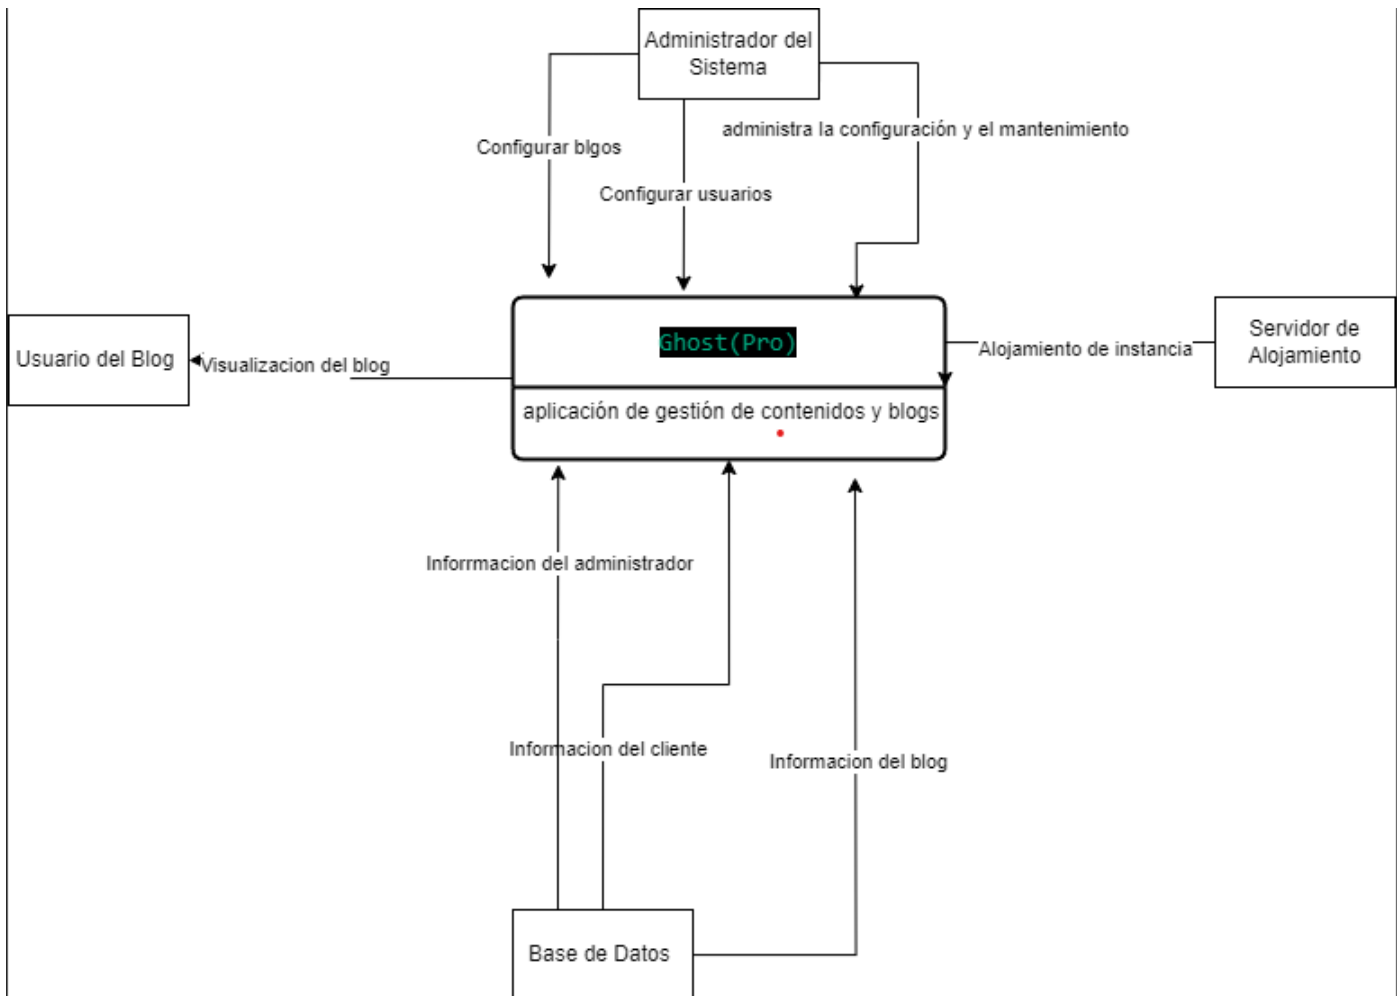 Administrador del
Sistema
administra la configuración y el mantenimiento
Configurar blgos
Configurar usuarios
Ghost(Pro)
Servidor de
Alojamiento
Alojamiento de instancia
Usuario del Blog
Visualizacion del blog
aplicación de gestión de contenidos y blogs
Inforrmacion del administrador
Informacion del cliente
Informacion del blog
Base de Datos